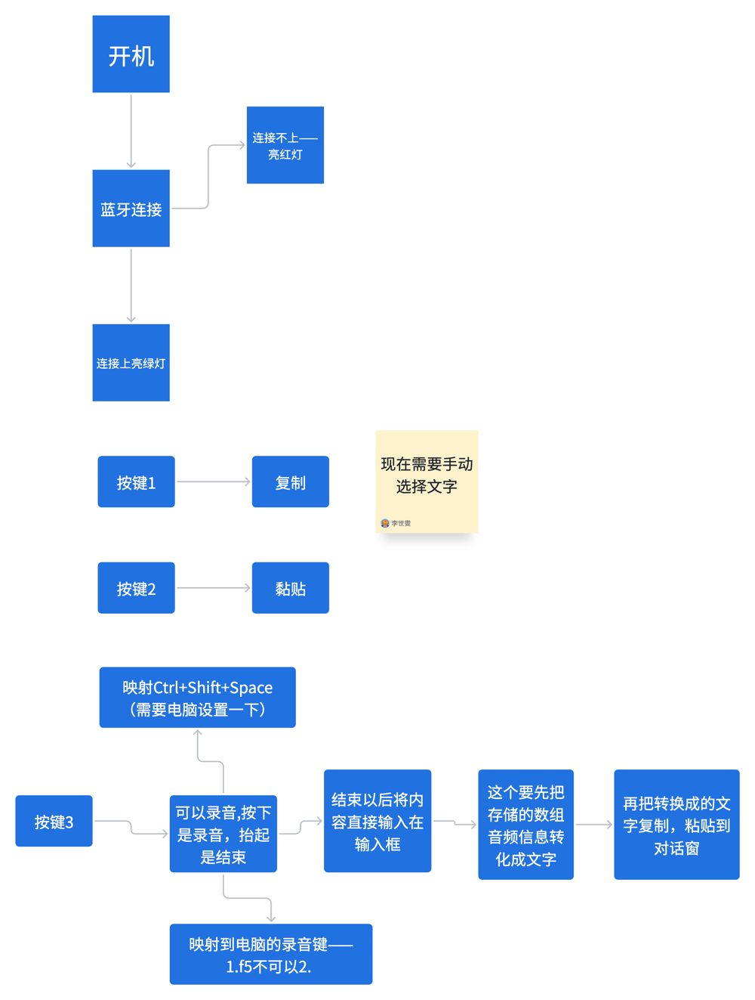 开机
连接不上——
亮红灯
蓝牙连接
连接上亮绿灯
按键1
复制
现在需要手动
选择文字
李世雯
按键2
黏贴
映射Ctrl+Shift+Space
（需要电脑设置一下）
按键3
可以录音,按下
是录音，抬起
是结束
结束以后将内
容直接输入在
输入框
这个要先把
存储的数组
音频信息转
化成文字
再把转换成的文
字复制，粘贴到
对话窗
映射到电脑的录音键——
1.f5不可以2.